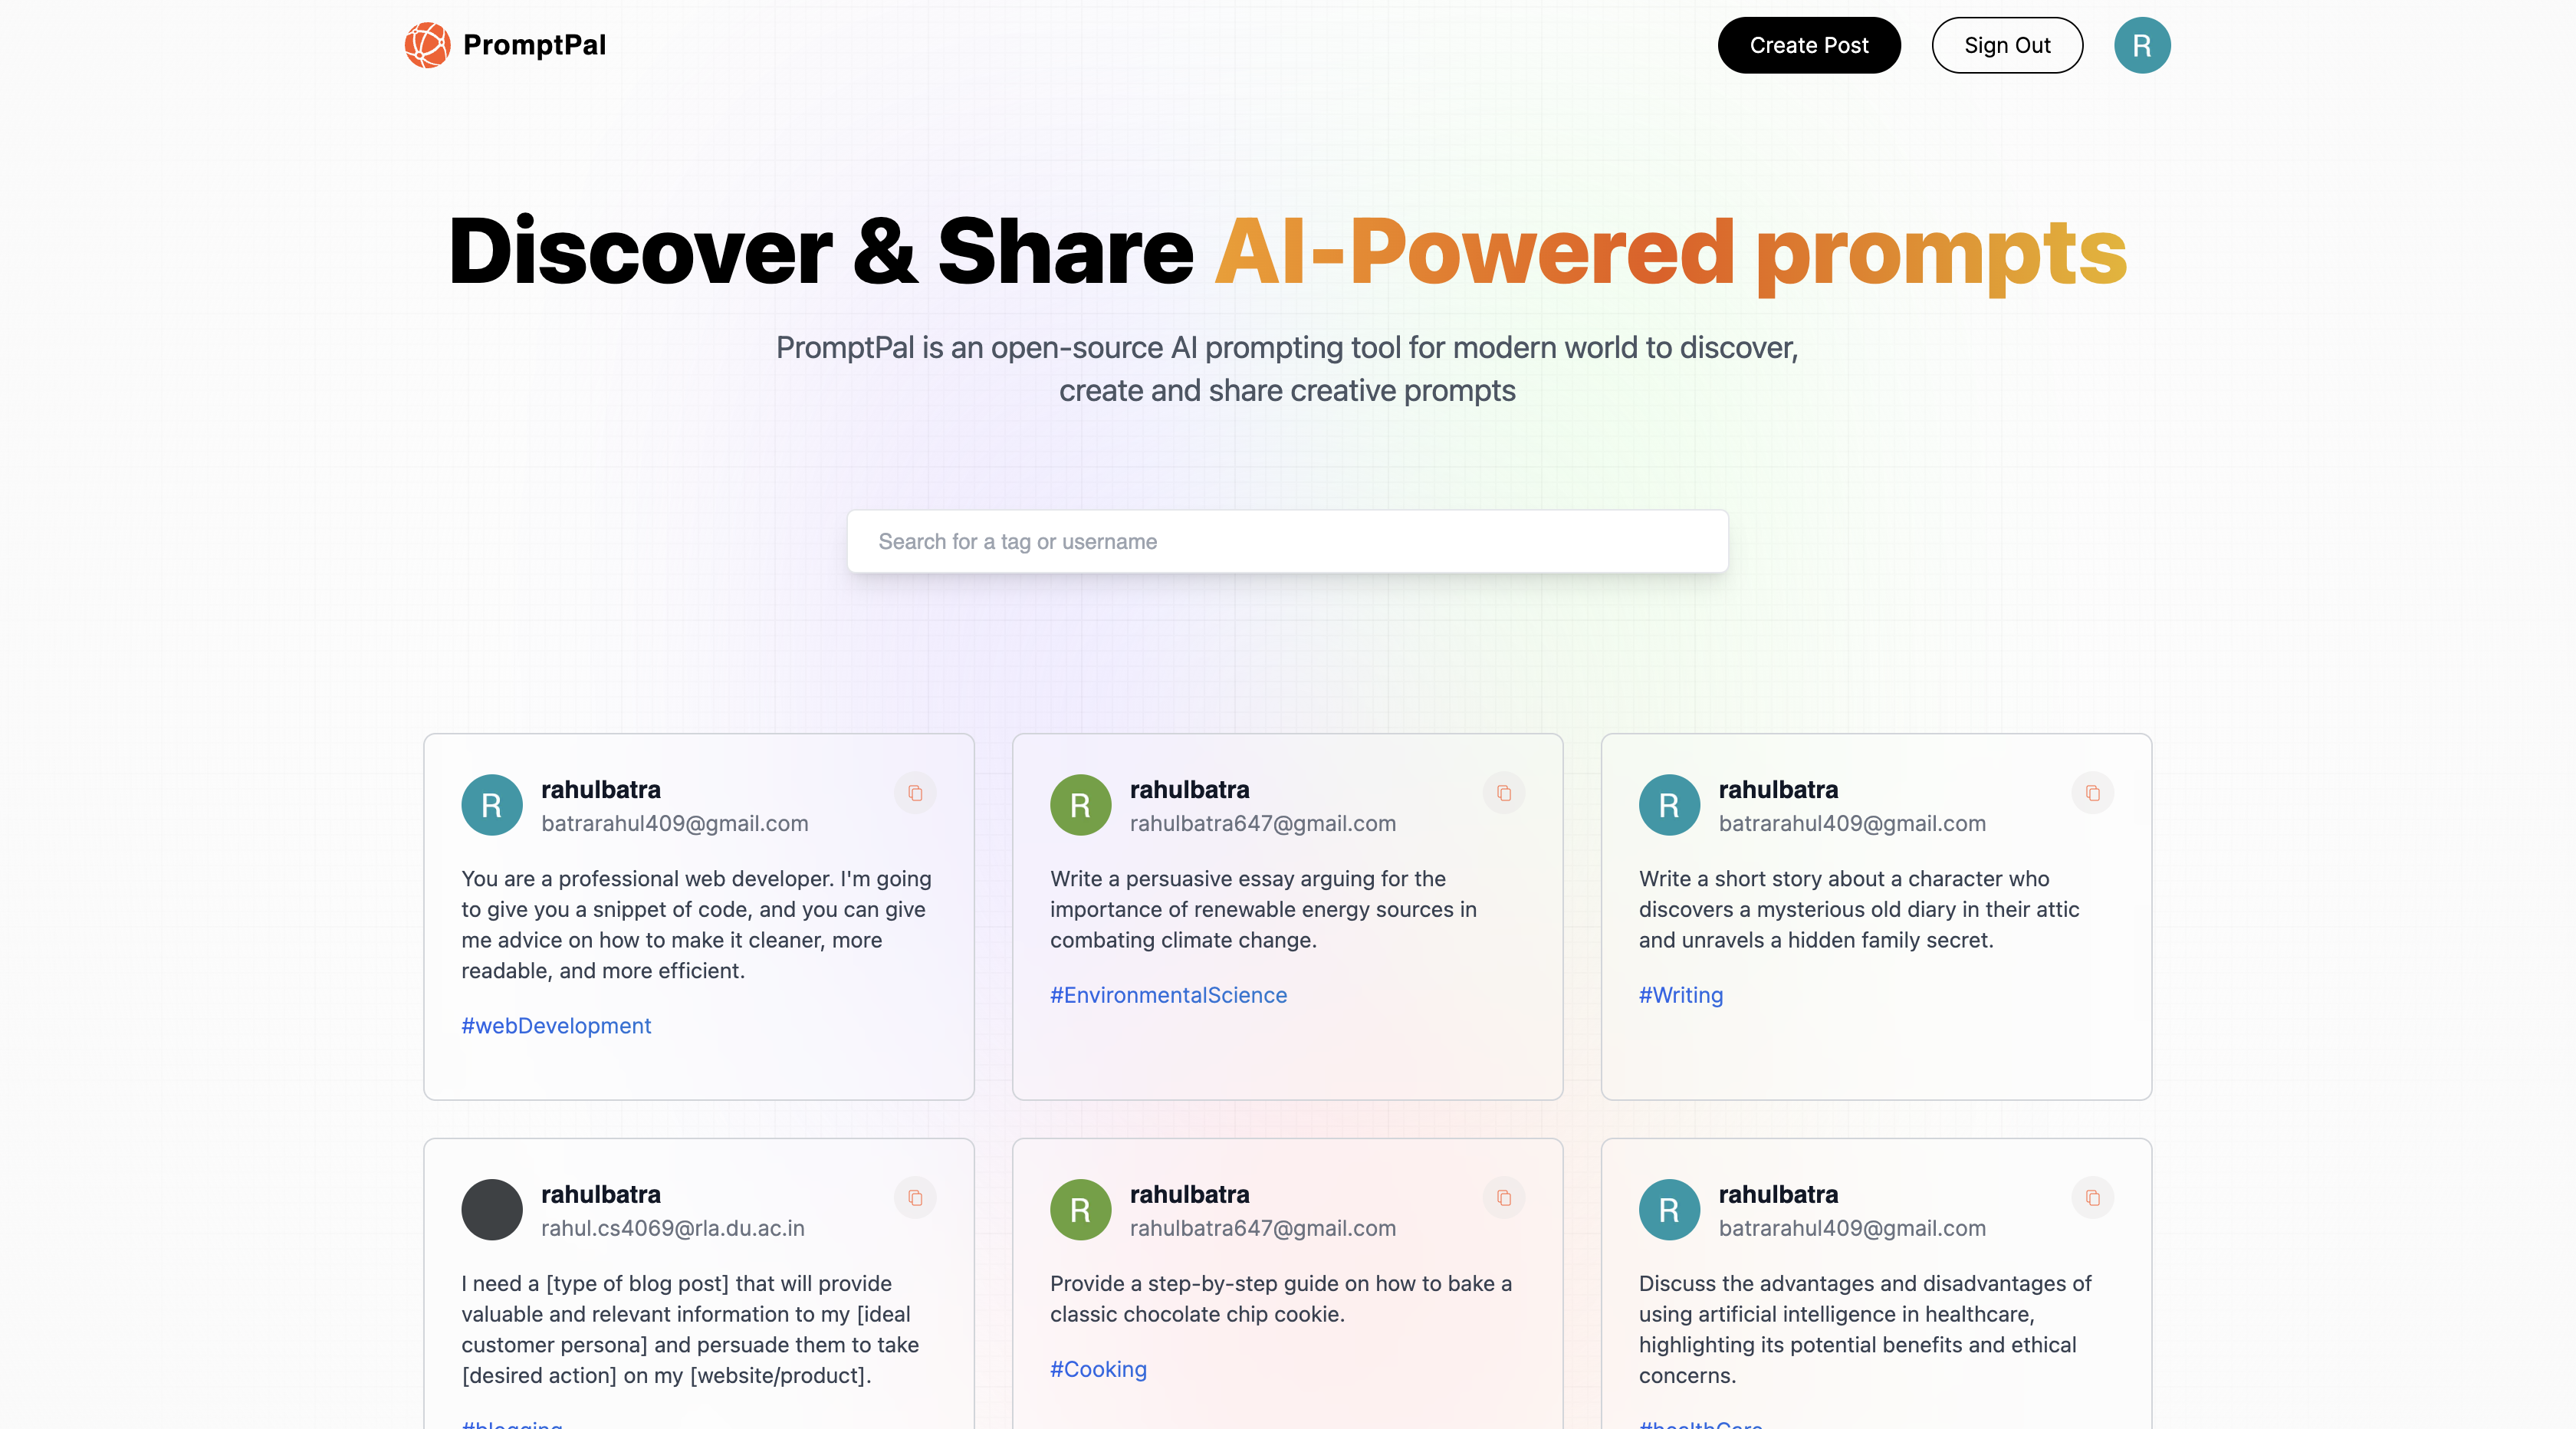 PromptPal
Create Post
Sign Out
R
Discover & Share AI-Powered prompts
PromptPal is an open-source AI prompting tool for modern world to discover,
create and share creative prompts
Search for a tag or username
R
rahulbatra
batrarahul409@gmail.com
You are a professional web developer. I'm going
to give you a snippet of code, and you can give
me advice on how to make it cleaner, more
readable, and more efficient.
#webDevelopment
R
rahulbatra
rahulbatra647@gmail.com
Write a persuasive essay arguing for the
importance of renewable energy sources in
combating climate change.
#EnvironmentalScience
R
rahulbatra
batrarahul409@gmail.com
Write a short story about a character who
discovers a mysterious old diary in their attic
and unravels a hidden family secret.
#Writing
rahulbatra
rahul.cs4069@rla.du.ac.in
I need a [type of blog post] that will provide
valuable and relevant information to my [ideal
customer persona] and persuade them to take
[desired action] on my [website/product].
#blogging
R
rahulbatra
rahulbatra647@gmail.com
Provide a step-by-step guide on how to bake a
classic chocolate chip cookie.
#Cooking
R
rahulbatra
batrarahul409@gmail.com
Discuss the advantages and disadvantages of
using artificial intelligence in healthcare,
highlighting its potential benefits and ethical
concerns.
#healthCare